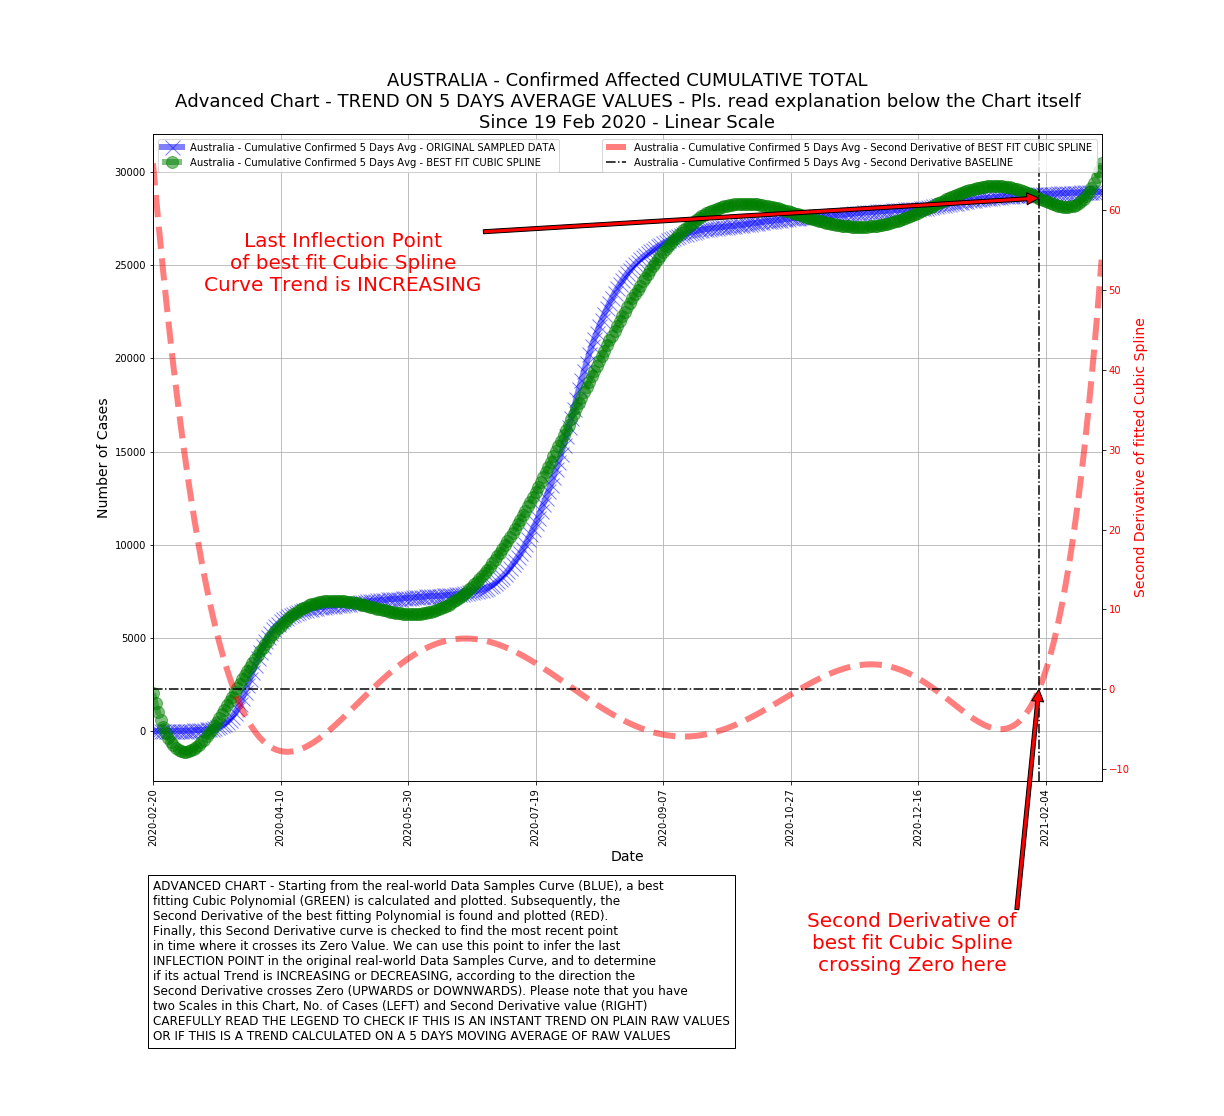 AUSTRALIA - Confirmed Affected CUMULATIVE TOTAL
Advanced Chart - TREND ON 5 DAYS AVERAGE VALUES - Pls. read explanation below the Chart itself
Since 19 Feb 2020 - Linear Scale
Australia - Cumulative Confirmed 5 Days Avg - ORIGINAL SAMPLED DATA
Australia - Cumulative Confirmed 5 Days Avg - BEST FIT CUBIC SPLINE
Australia - Cumulative Confirmed 5 Days Avg - Second Derivative of BEST FIT CUBIC SPLINE
Australia - Cumulative Confirmed 5 Days Avg - Second Derivative BASELINE
Last Inflection Point
of best fit Cubic Spline
Curve Trend is INCREASING
Number of Cases
30000
25000
20000
15000
10000
5000
0
Second Derivative of fitted Cubic Spline
60
50
40
30
20
10
0
−10
2020-02-20
2020-04-10
2020-05-30
2020-07-19
2020-09-07
2020-10-27
2020-12-16
2021-02-04
Date
ADVANCED CHART - Starting from the real-world Data Samples Curve (BLUE), a best
fitting Cubic Polynomial (GREEN) is calculated and plotted. Subsequently, the
Second Derivative of the best fitting Polynomial is found and plotted (RED).
Finally, this Second Derivative curve is checked to find the most recent point
in time where it crosses its Zero Value. We can use this point to infer the last
INFLECTION POINT in the original real-world Data Samples Curve, and to determine
if its actual Trend is INCREASING or DECREASING, according to the direction the
Second Derivative crosses Zero (UPWARDS or DOWNWARDS). Please note that you have
two Scales in this Chart, No. of Cases (LEFT) and Second Derivative value (RIGHT)
CAREFULLY READ THE LEGEND TO CHECK IF THIS IS AN INSTANT TREND ON PLAIN RAW VALUES
OR IF THIS IS A TREND CALCULATED ON A 5 DAYS MOVING AVERAGE OF RAW VALUES
Second Derivative of
best fit Cubic Spline
crossing Zero here